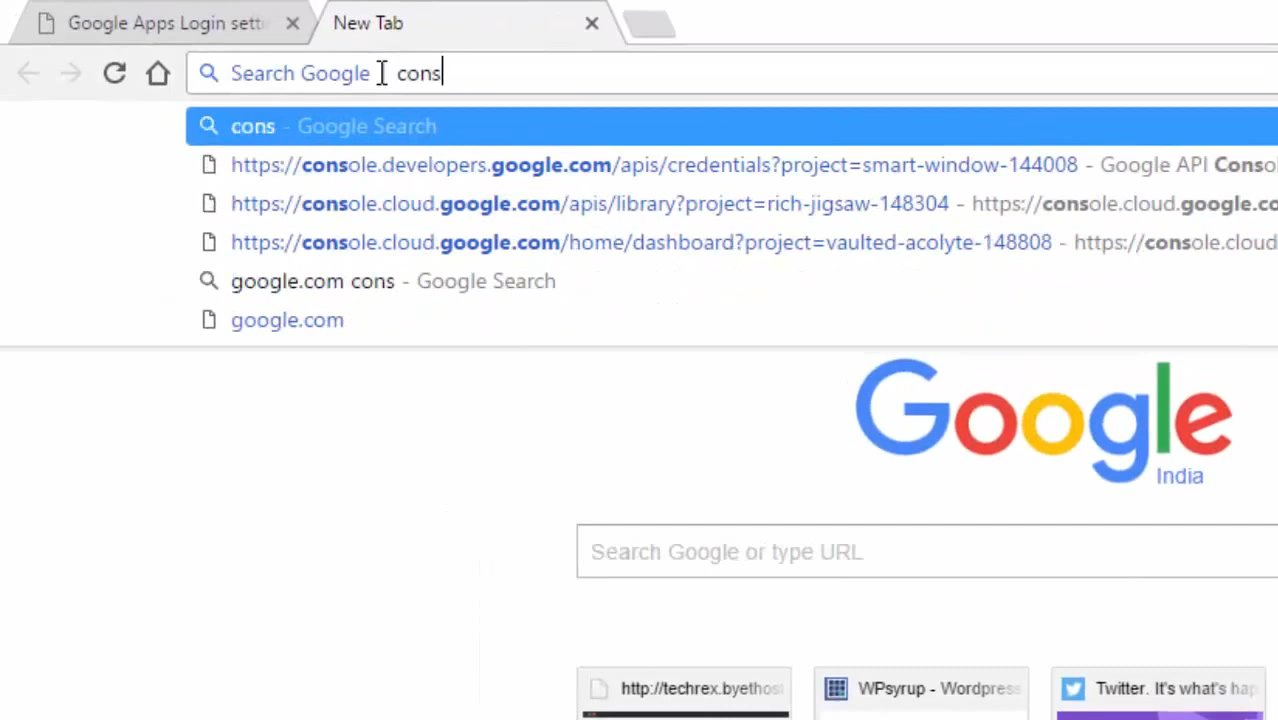 Google Apps Login setti
New Tab
Search Google cons
cons - Google Search
https://console.developers.google.com/apis/credentials?project=smart-window-144008 - Google API Conso
https://console.cloud.google.com/apis/library?project=rich-jigsaw-148304 - https://console.cloud.google.co
https://console.cloud.google.com/home/dashboard?project=vaulted-acolyte-148808 - https://console.cloud
google.com cons - Google Search
google.com
Google
India
Search Google or type URL
http://techrex.byethost
WPsyrup - Wordpress
Twitter. It's what's hap